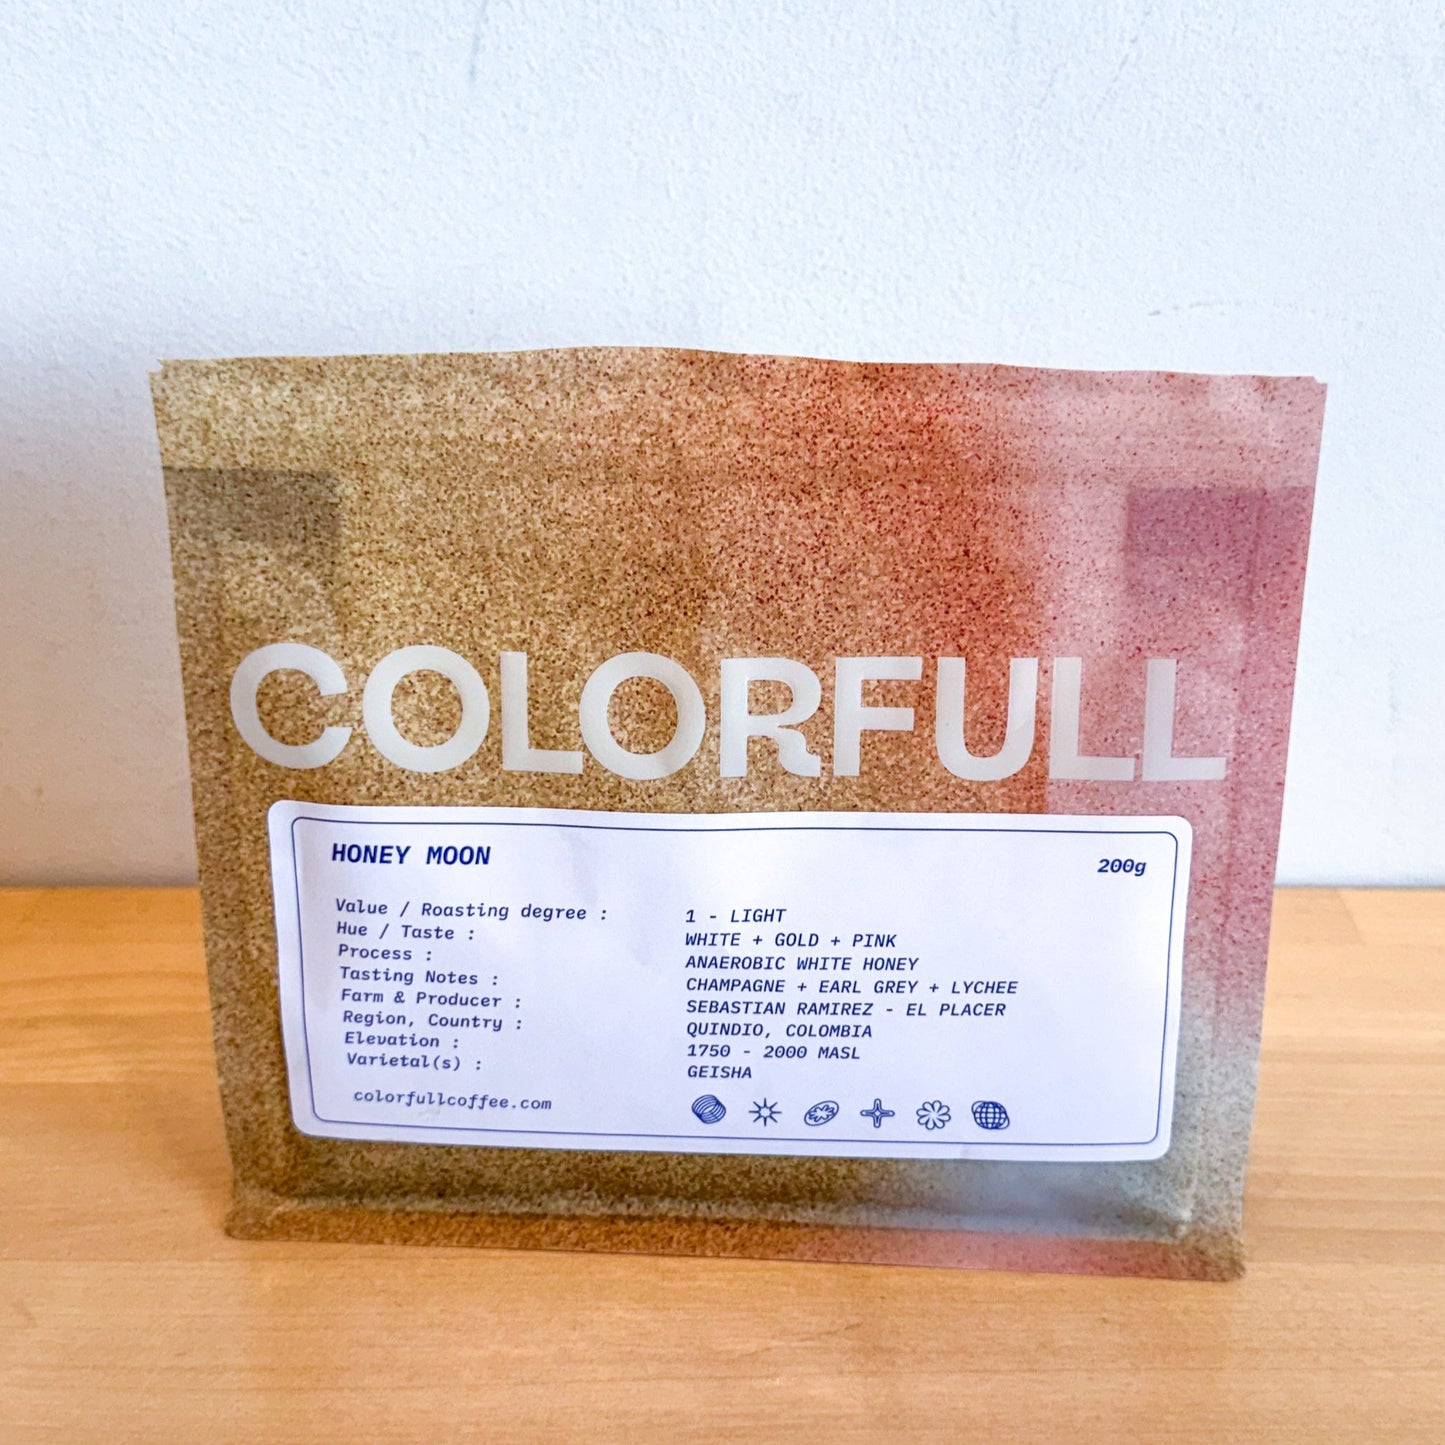 COLORFULL
HONEY MOON 200g
Value / Roasting degree : 1 - LIGHT
Hue / Taste : WHITE + GOLD + PINK
Process : ANAEROBIC WHITE HONEY
Tasting Notes : CHAMPAGNE + EARL GREY + LYCHEE
Farm & Producer : SEBASTIAN RAMIREZ - EL PLACER
Region, Country : QUINDIO, COLOMBIA
Elevation : 1750 - 2000 MASL
Varietal(s) : GEISHA
colorfullcoffee.com